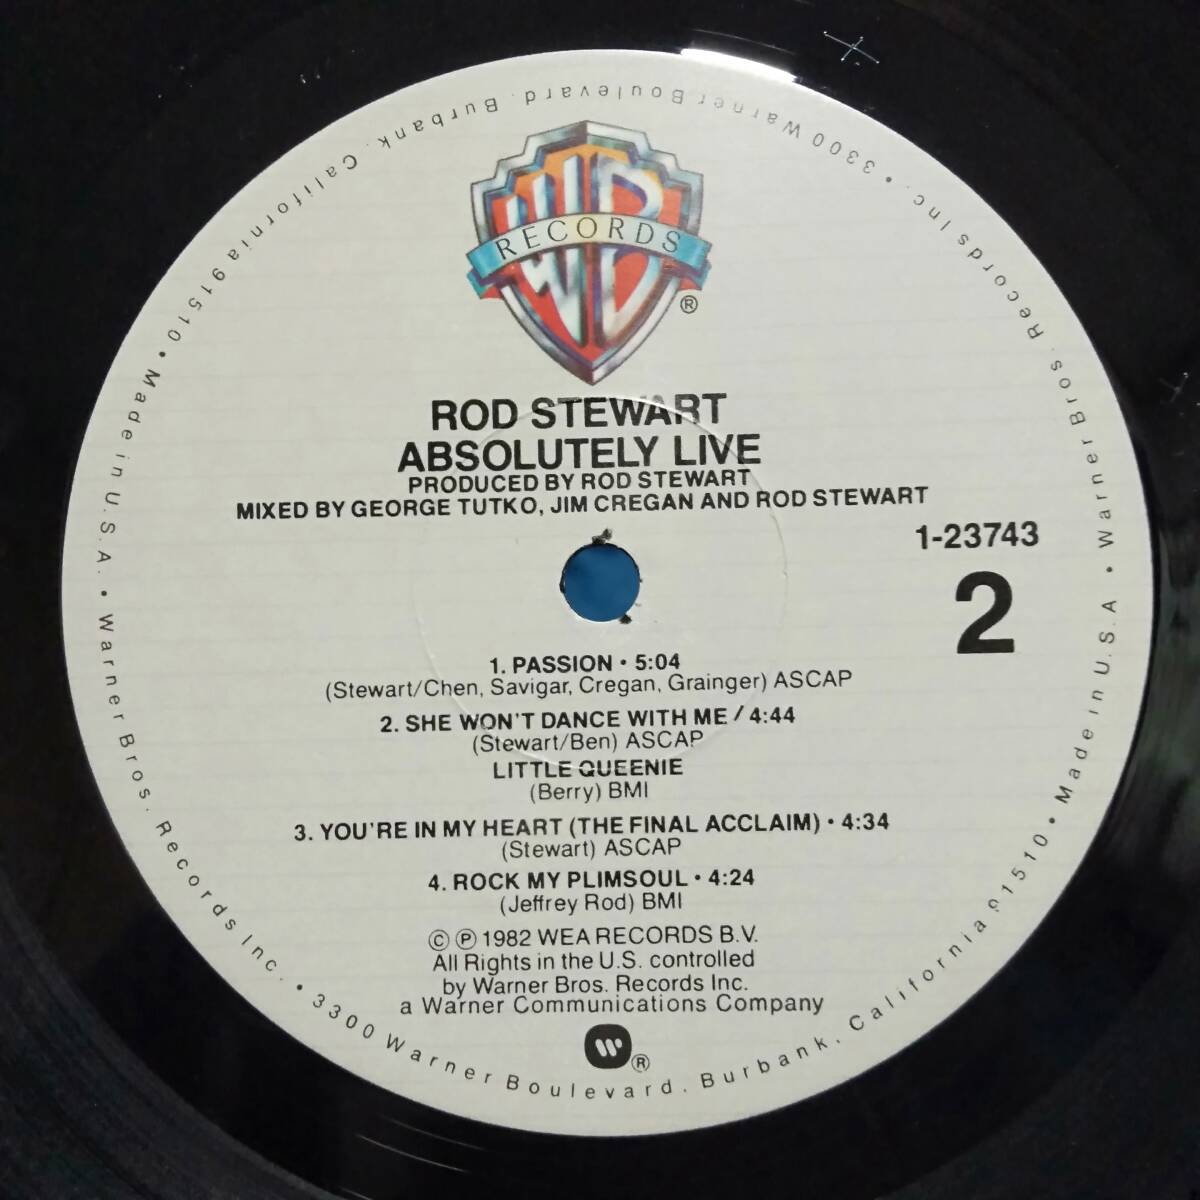 WB
RECORDS
®
ROD STEWART
ABSOLUTELY LIVE
PRODUCED BY ROD STEWART
MIXED BY GEORGE TUTKO, JIM CREGAN AND ROD STEWART
1-23743
2
1. PASSION • 5:04
(Stewart/Chen, Savigar, Cregan, Grainger) ASCAP
2. SHE WON'T DANCE WITH ME / 4:44
(Stewart/Ben) ASCAP
LITTLE QUEENIE
(Berry) BMI
3. YOU'RE IN MY HEART (THE FINAL ACCLAIM) • 4:34
(Stewart) ASCAP
4. ROCK MY PLIMSOUL • 4:24
(Jeffrey Rod) BMI
© ℗ 1982 WEA RECORDS B.V.
All Rights in the U.S. controlled
by Warner Bros. Records Inc.
a Warner Communications Company
®
Warner Bros. Records Inc. • 3300 Warner Boulevard. Burbank, California 91510 • Made in U.S.A. •
Warner Bros. Records Inc. • 3300 Warner Boulevard. Burbank, California 91510 • Made in U.S.A •